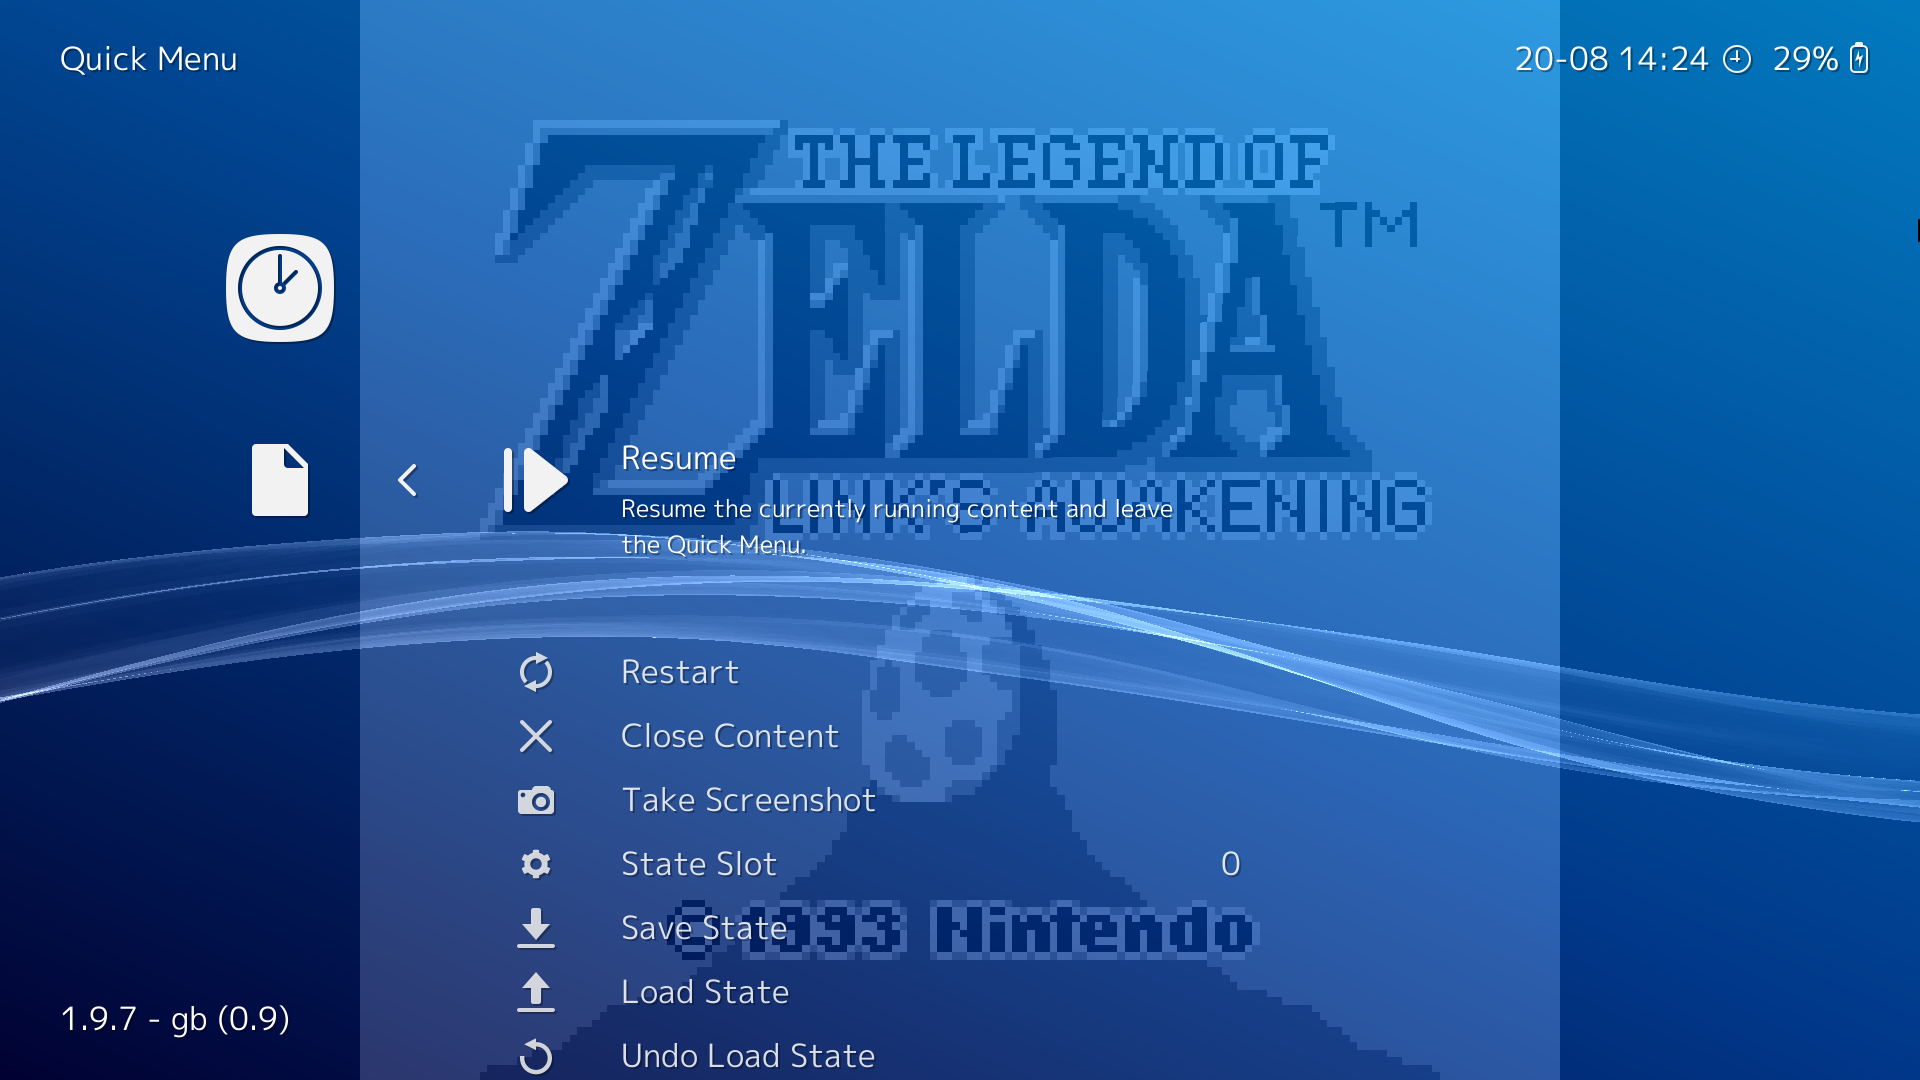 Quick Menu
20-08 14:24 29%
THE LEGEND OF
ZELDA™
LINK'S AWAKENING
Resume
Resume the currently running content and leave
the Quick Menu.
Restart
Close Content
Take Screenshot
State Slot 0
Save State
© 1993 Nintendo
Load State
1.9.7 - gb (0.9)
Undo Load State